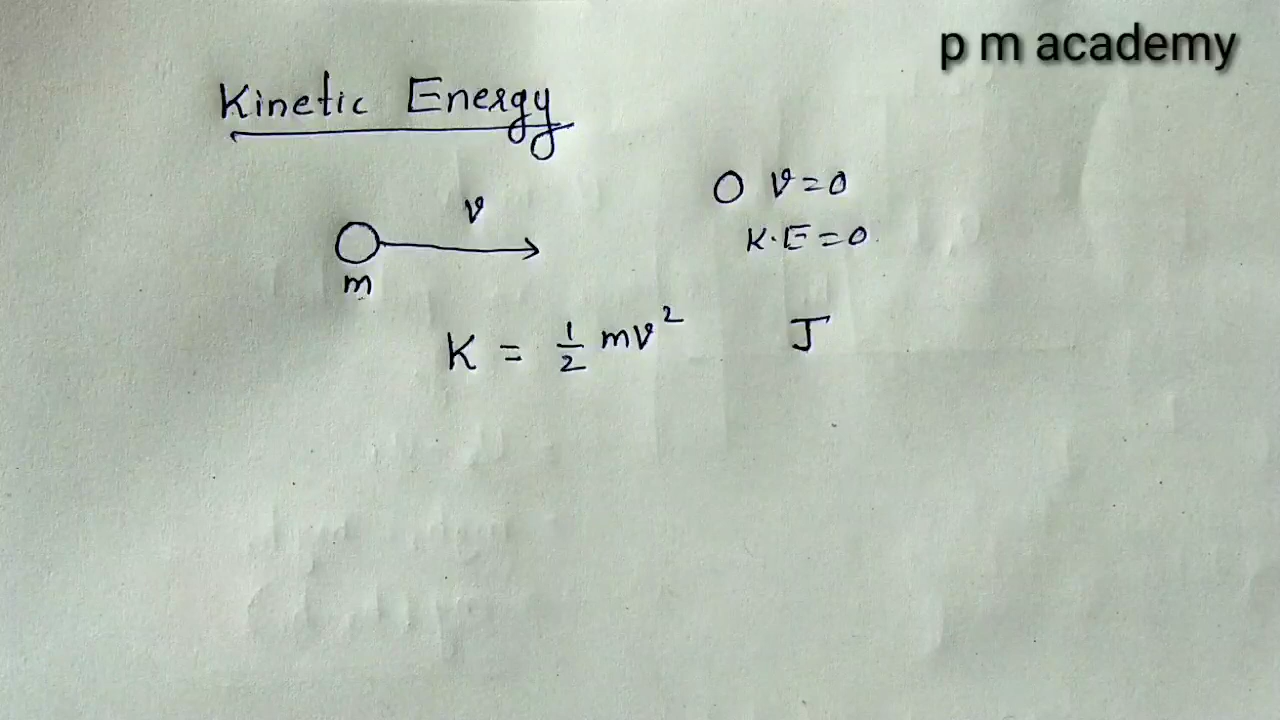 p m academy
Kinetic Energy
v
v=0
K.E=0
m
K = 1/2 mv²
J